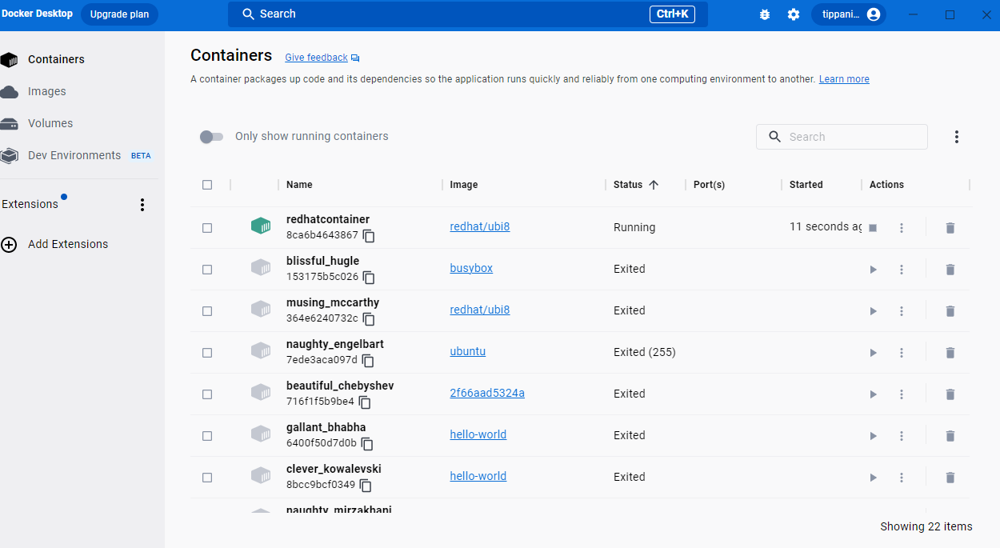 Docker Desktop Upgrade plan Search Ctrl+K tippani...
Containers
Images
Volumes
Dev Environments BETA
Extensions
Add Extensions
Containers Give feedback
A container packages up code and its dependencies so the application runs quickly and reliably from one computing environment to another. Learn more
Only show running containers Search
Name Image Status Port(s) Started Actions
redhatcontainer
8ca6b4643867 redhat/ubi8 Running 11 seconds ag
blissful_hugle
153175b5c026 busybox Exited
musing_mccarthy
364e6240732c redhat/ubi8 Exited
naughty_engelbart
7ede3aca097d ubuntu Exited (255)
beautiful_chebyshev
716f1f5b9be4 2f66aad5324a Exited
gallant_bhabha
6400f50d7d0b hello-world Exited
clever_kowalevski
8bcc9bcf0349 hello-world Exited
naughty_mirzakhani
Showing 22 items